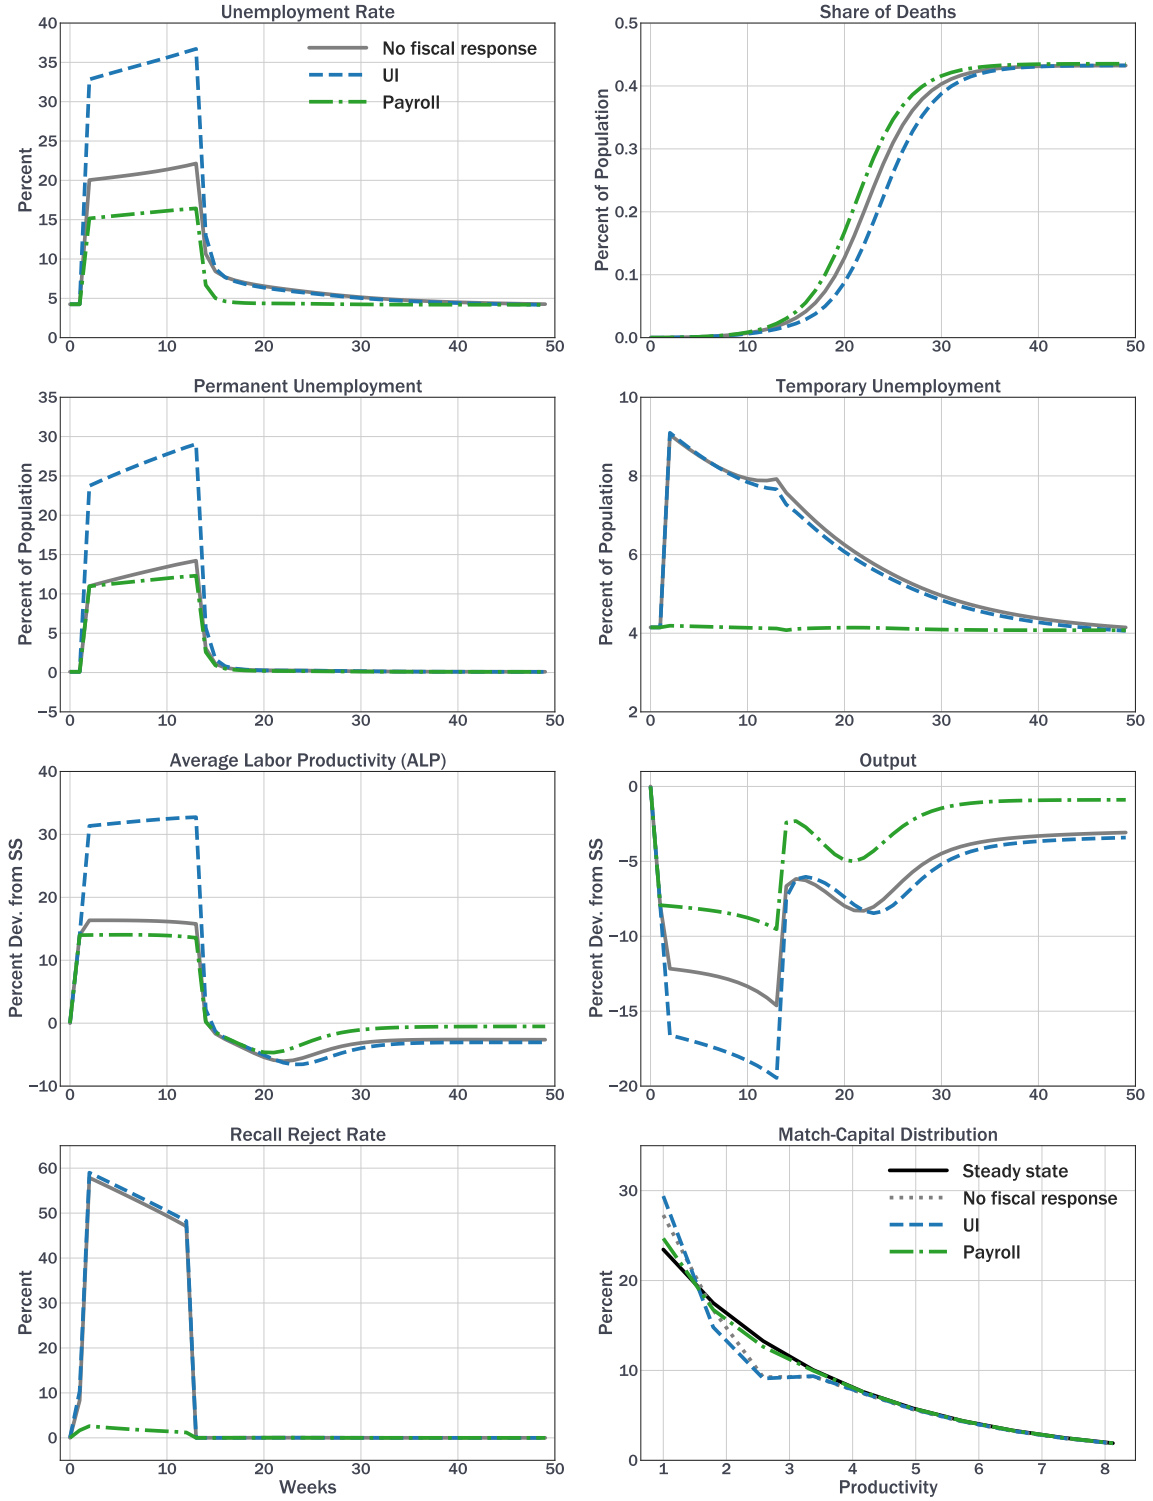 Unemployment Rate
Percent
40
35
30
25
20
15
10
5
0
0 10 20 30 40 50
No fiscal response
UI
Payroll
Share of Deaths
Percent of Population
0.5
0.4
0.3
0.2
0.1
0.0
0 10 20 30 40 50
Permanent Unemployment
Percent of Population
35
30
25
20
15
10
5
0
−5
0 10 20 30 40 50
Temporary Unemployment
Percent of Population
10
8
6
4
2
0 10 20 30 40 50
Average Labor Productivity (ALP)
Percent Dev. from SS
40
30
20
10
0
−10
0 10 20 30 40 50
Output
Percent Dev. from SS
0
−5
−10
−15
−20
0 10 20 30 40 50
Recall Reject Rate
Percent
60
50
40
30
20
10
0
0 10 20 30 40 50
Weeks
Match-Capital Distribution
Percent
30
20
10
0
1 2 3 4 5 6 7 8
Productivity
Steady state
No fiscal response
UI
Payroll